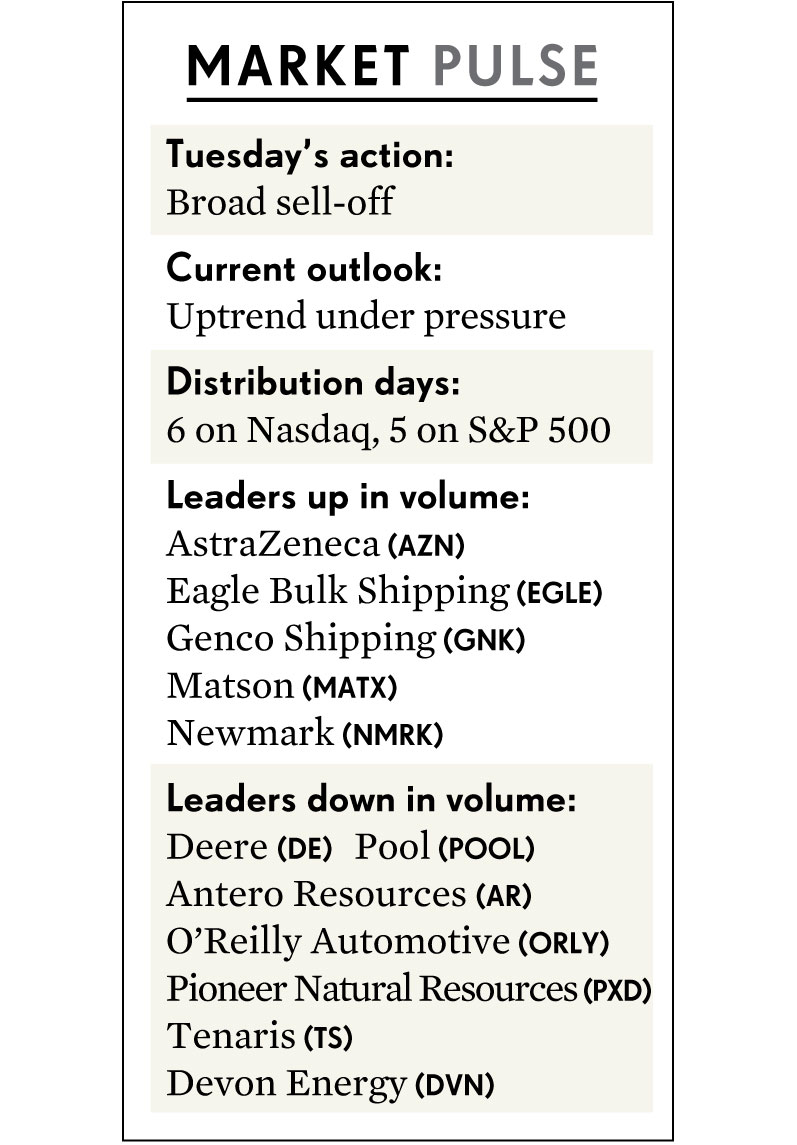 MARKET PULSE
Tuesday’s action:
Broad sell-off
Current outlook:
Uptrend under pressure
Distribution days:
6 on Nasdaq, 5 on S&P 500
Leaders up in volume:
AstraZeneca (AZN)
Eagle Bulk Shipping (EGLE)
Genco Shipping (GNK)
Matson (MATX)
Newmark (NMRK)
Leaders down in volume:
Deere (DE) Pool (POOL)
Antero Resources (AR)
O’Reilly Automotive (ORLY)
Pioneer Natural Resources (PXD)
Tenaris (TS)
Devon Energy (DVN)